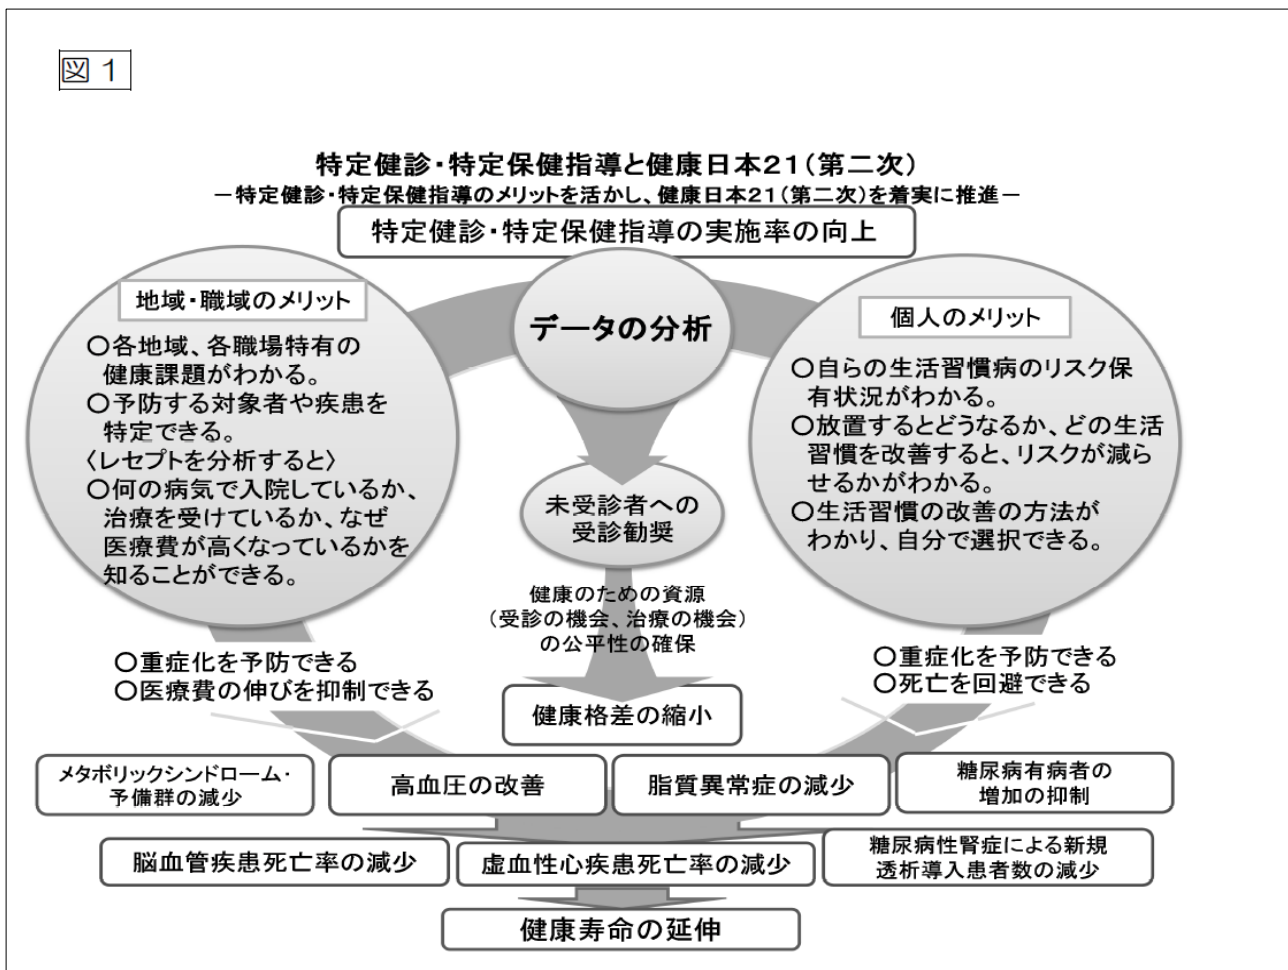 図1
特定健診・特定保健指導と健康日本21(第二次)
-特定健診・特定保健指導のメリットを活かし、健康日本21(第二次)を着実に推進-
特定健診・特定保健指導の実施率の向上
地域・職域のメリット
○各地域、各職場特有の
健康課題がわかる。
○予防する対象者や疾患を
特定できる。
〈レセプトを分析すると〉
○何の病気で入院しているか、
治療を受けているか、なぜ
医療費が高くなっているかを
知ることができる。
○重症化を予防できる
○医療費の伸びを抑制できる
データの分析
未受診者への
受診勧奨
健康のための資源
(受診の機会、治療の機会)
の公平性の確保
健康格差の縮小
個人のメリット
○自らの生活習慣病のリスク保
有状況がわかる。
○放置するとどうなるか、どの生活
習慣を改善すると、リスクが減ら
せるかがわかる。
○生活習慣の改善の方法が
わかり、自分で選択できる。
○重症化を予防できる
○死亡を回避できる
メタボリックシンドローム・
予備群の減少
高血圧の改善
脂質異常症の減少
糖尿病有病者の
増加の抑制
脳血管疾患死亡率の減少
虚血性心疾患死亡率の減少
糖尿病性腎症による新規
透析導入患者数の減少
健康寿命の延伸